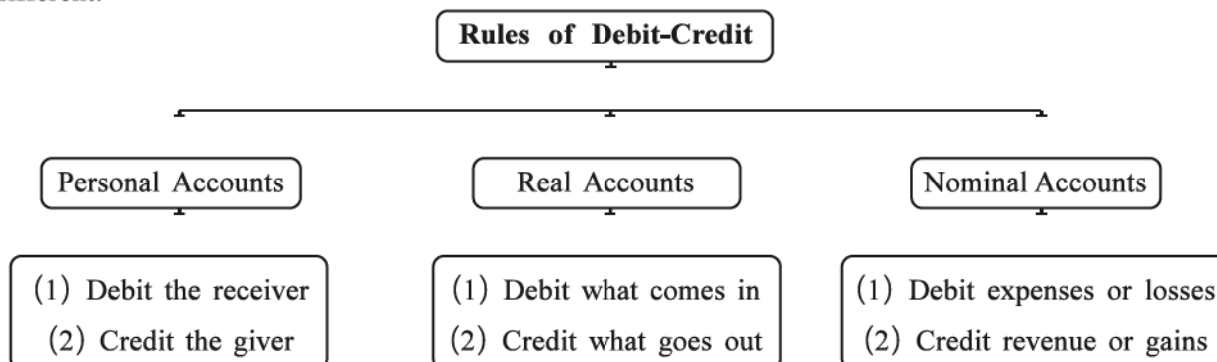 Rules of Debit-Credit
Personal Accounts
Real Accounts
Nominal Accounts
(1) Debit the receiver
(2) Credit the giver
(1) Debit what comes in
(2) Credit what goes out
(1) Debit expenses or losses
(2) Credit revenue or gains